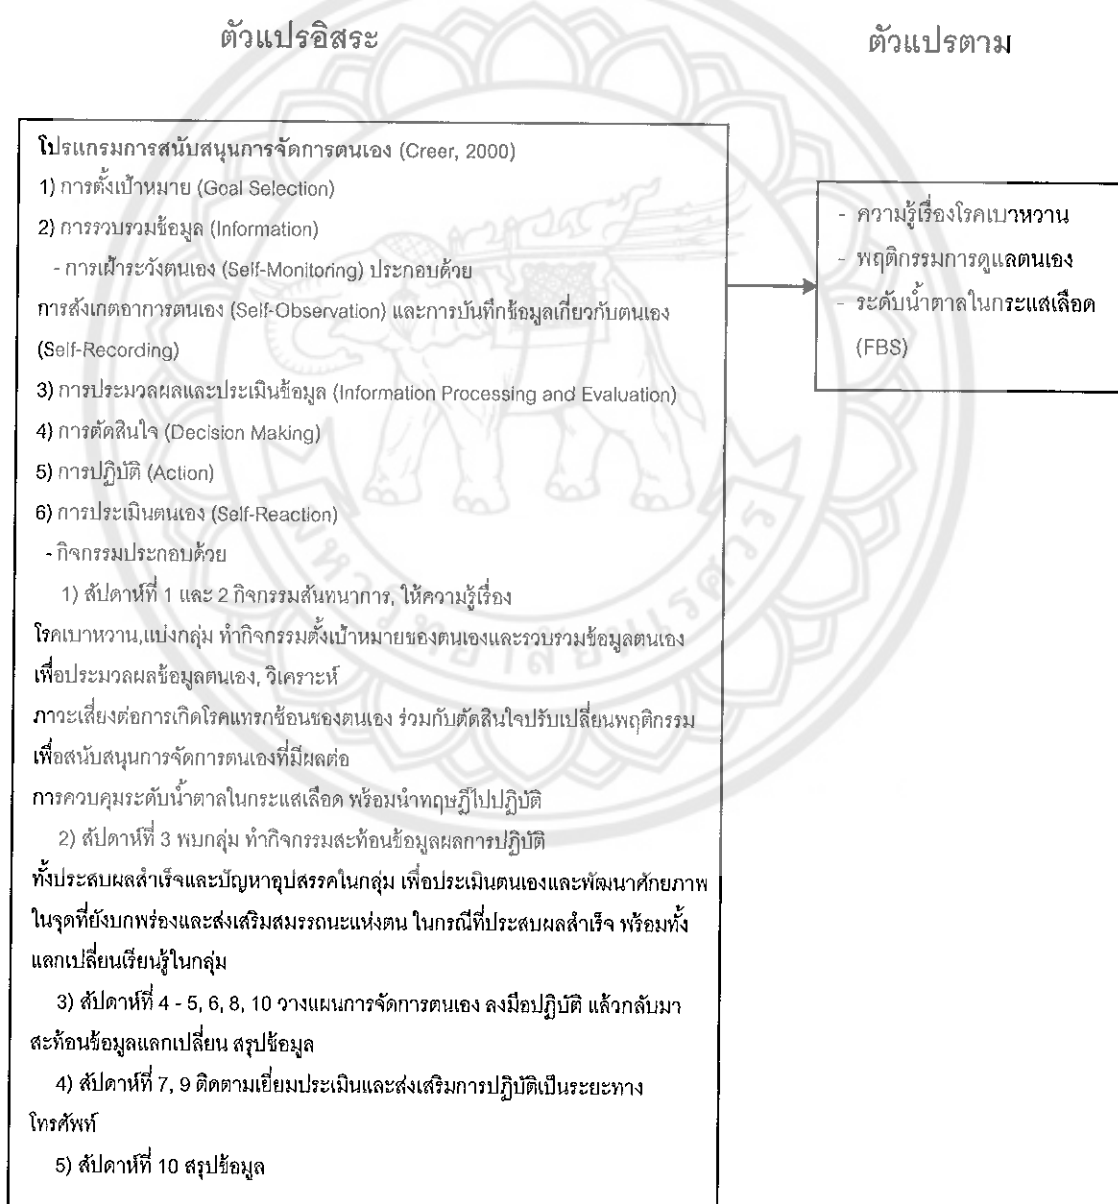 ตัวแปรอิสระ
ตัวแปรตาม
โปรแกรมการสนับสนุนการจัดการตนเอง (Creer, 2000)
1) การตั้งเป้าหมาย (Goal Selection)
2) การรวบรวมข้อมูล (Information)
- การเฝ้าระวังตนเอง (Self-Monitoring) ประกอบด้วย
การสังเกตอาการตนเอง (Self-Observation) และการบันทึกข้อมูลเกี่ยวกับตนเอง
(Self-Recording)
3) การประมวลผลและประเมินข้อมูล (Information Processing and Evaluation)
4) การตัดสินใจ (Decision Making)
5) การปฏิบัติ (Action)
6) การประเมินตนเอง (Self-Reaction)
- กิจกรรมประกอบด้วย
1) สัปดาห์ที่ 1 และ 2 กิจกรรมสันทนาการ, ให้ความรู้เรื่อง
โรคเบาหวาน,แบ่งกลุ่ม ทำกิจกรรมตั้งเป้าหมายของตนเองและรวบรวมข้อมูลตนเอง
เพื่อประมวลผลข้อมูลตนเอง, วิเคราะห์
ภาวะเสี่ยงต่อการเกิดโรคแทรกซ้อนของตนเอง ร่วมกับตัดสินใจปรับเปลี่ยนพฤติกรรม
เพื่อสนับสนุนการจัดการตนเองที่มีผลต่อ
การควบคุมระดับน้ำตาลในกระแสเลือด พร้อมนำทฤษฎีไปปฏิบัติ
2) สัปดาห์ที่ 3 พบกลุ่ม ทำกิจกรรมสะท้อนข้อมูลผลการปฏิบัติ
ทั้งประสบผลสำเร็จและปัญหาอุปสรรคในกลุ่ม เพื่อประเมินตนเองและพัฒนาศักยภาพ
ในจุดที่ยังบกพร่องและส่งเสริมสมรรถนะแห่งตน ในกรณีที่ประสบผลสำเร็จ พร้อมทั้ง
แลกเปลี่ยนเรียนรู้ในกลุ่ม
3) สัปดาห์ที่ 4 - 5, 6, 8, 10 วางแผนการจัดการตนเอง ลงมือปฏิบัติ แล้วกลับมา
สะท้อนข้อมูลแลกเปลี่ยน สรุปข้อมูล
4) สัปดาห์ที่ 7, 9 ติดตามเยี่ยมประเมินและส่งเสริมการปฏิบัติเป็นระยะทาง
โทรศัพท์
5) สัปดาห์ที่ 10 สรุปข้อมูล
- ความรู้เรื่องโรคเบาหวาน
- พฤติกรรมการดูแลตนเอง
- ระดับน้ำตาลในกระแสเลือด
(FBS)
มหาวิทยาลัยนเรศวร